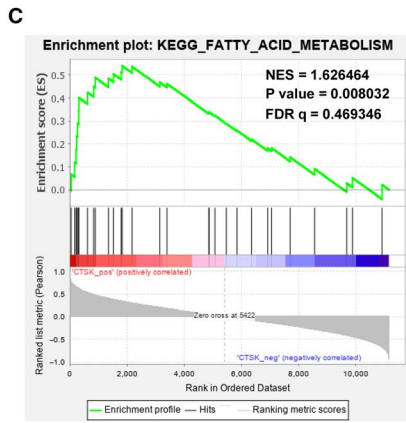 C
Enrichment plot: KEGG_FATTY_ACID_METABOLISM
NES = 1.626464
P value = 0.008032
FDR q = 0.469346
Enrichment score (ES)
0.5
0.4
0.3
0.2
0.1
0.0
'CTSK_pos' (positively correlated)
Ranked list metric (Pearson)
1.0
0.5
0.0
-0.5
-1.0
Zero cross at 5422
'CTSK_neg' (negatively correlated)
0 2,000 4,000 6,000 8,000 10,000
Rank in Ordered Dataset
Enrichment profile Hits Ranking metric scores